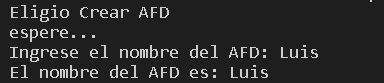 Eligio Crear AFD
espere...
Ingrese el nombre del AFD: Luis
El nombre del AFD es: Luis